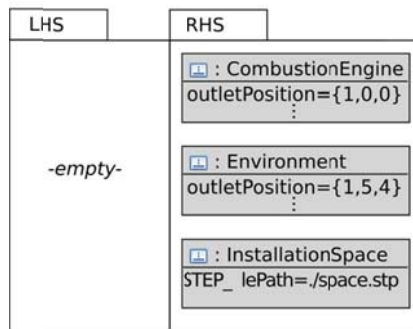 LHS
RHS
-empty-
: CombustionEngine
outletPosition={1,0,0}
⋮
: Environment
outletPosition={1,5,4}
⋮
: InstallationSpace
STEP_ lePath=./space.stp